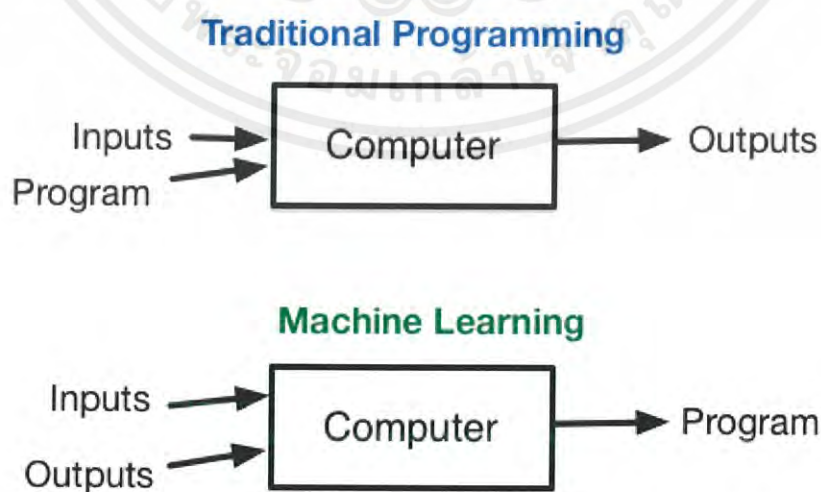 Traditional Programming
Inputs
Program
Computer
Outputs
Machine Learning
Inputs
Outputs
Computer
Program